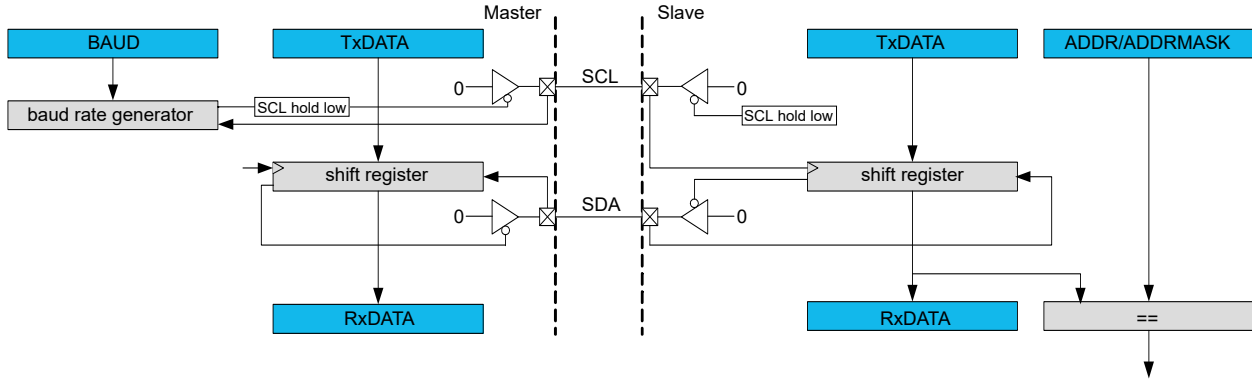 Master
Slave
BAUD
TxDATA
TxDATA
ADDR/ADDRMASK
0
SCL
0
SCL hold low
SCL hold low
baud rate generator
shift register
shift register
0
SDA
0
RxDATA
RxDATA
==